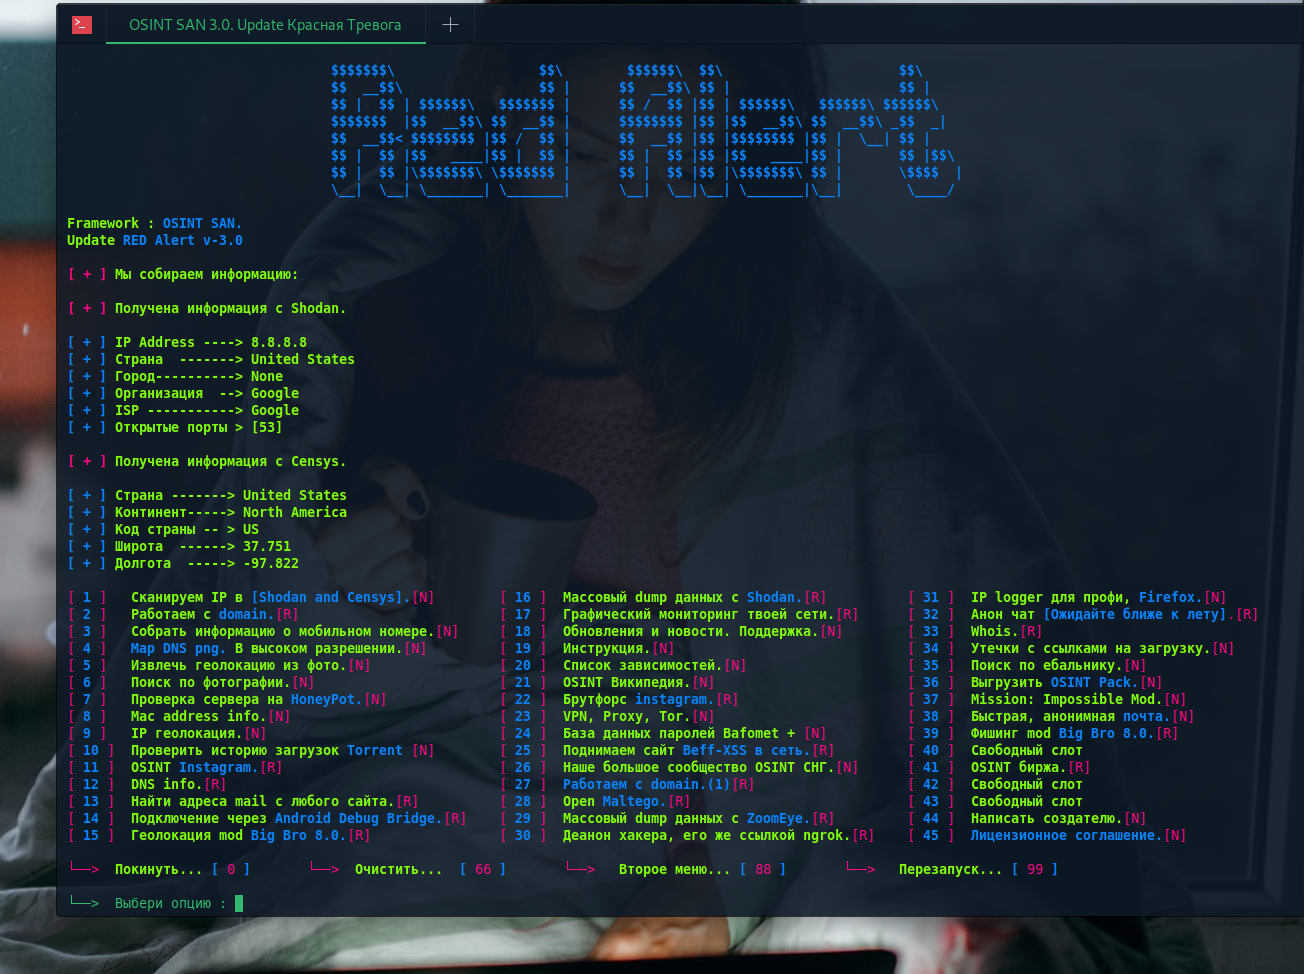 OSINT SAN 3.0. Update Красная Тревога
Red Alert
Framework : OSINT SAN.
Update RED Alert v-3.0
[ + ] Мы собираем информацию:
[ + ] Получена информация с Shodan.
[ + ] IP Address ----> 8.8.8.8
[ + ] Страна -------> United States
[ + ] Город----------> None
[ + ] Организация --> Google
[ + ] ISP -----------> Google
[ + ] Открытые порты > [53]
[ + ] Получена информация с Censys.
[ + ] Страна -------> United States
[ + ] Континент-----> North America
[ + ] Код страны -- > US
[ + ] Широта ------> 37.751
[ + ] Долгота -----> -97.822
[ 1 ] Сканируем IP в [Shodan and Censys].[N] [ 16 ] Массовый dump данных с Shodan.[R] [ 31 ] IP logger для профи, Firefox.[N]
[ 2 ] Работаем с domain.[R] [ 17 ] Графический мониторинг твоей сети.[R] [ 32 ] Анон чат [Ожидайте ближе к лету].[R]
[ 3 ] Собрать информацию о мобильном номере.[N] [ 18 ] Обновления и новости. Поддержка.[N] [ 33 ] Whois.[R]
[ 4 ] Map DNS png. В высоком разрешении.[N] [ 19 ] Инструкция.[N] [ 34 ] Утечки с ссылками на загрузку.[N]
[ 5 ] Извлечь геолокацию из фото.[N] [ 20 ] Список зависимостей.[N] [ 35 ] Поиск по ебальнику.[N]
[ 6 ] Поиск по фотографии.[N] [ 21 ] OSINT Википедия.[N] [ 36 ] Выгрузить OSINT Pack.[N]
[ 7 ] Проверка сервера на HoneyPot.[N] [ 22 ] Брутфорс instagram.[R] [ 37 ] Mission: Impossible Mod.[N]
[ 8 ] Mac address info.[N] [ 23 ] VPN, Proxy, Tor.[N] [ 38 ] Быстрая, анонимная почта.[N]
[ 9 ] IP геолокация.[N] [ 24 ] База данных паролей Bafomet + [N] [ 39 ] Фишинг mod Big Bro 8.0.[R]
[ 10 ] Проверить историю загрузок Torrent [N] [ 25 ] Поднимаем сайт Beff-XSS в сеть.[R] [ 40 ] Свободный слот
[ 11 ] OSINT Instagram.[R] [ 26 ] Наше большое сообщество OSINT СНГ.[N] [ 41 ] OSINT биржа.[R]
[ 12 ] DNS info.[R] [ 27 ] Работаем с domain.(1)[R] [ 42 ] Свободный слот
[ 13 ] Найти адреса mail с любого сайта.[R] [ 28 ] Open Maltego.[R] [ 43 ] Свободный слот
[ 14 ] Подключение через Android Debug Bridge.[R] [ 29 ] Массовый dump данных с ZoomEye.[R] [ 44 ] Написать создателю.[N]
[ 15 ] Геолокация mod Big Bro 8.0.[R] [ 30 ] Деанон хакера, его же ссылкой ngrok.[R] [ 45 ] Лицензионное соглашение.[N]
└──> Покинуть... [ 0 ] └──> Очистить... [ 66 ] └──> Второе меню... [ 88 ] └──> Перезапуск... [ 99 ]
└──> Выбери опцию :